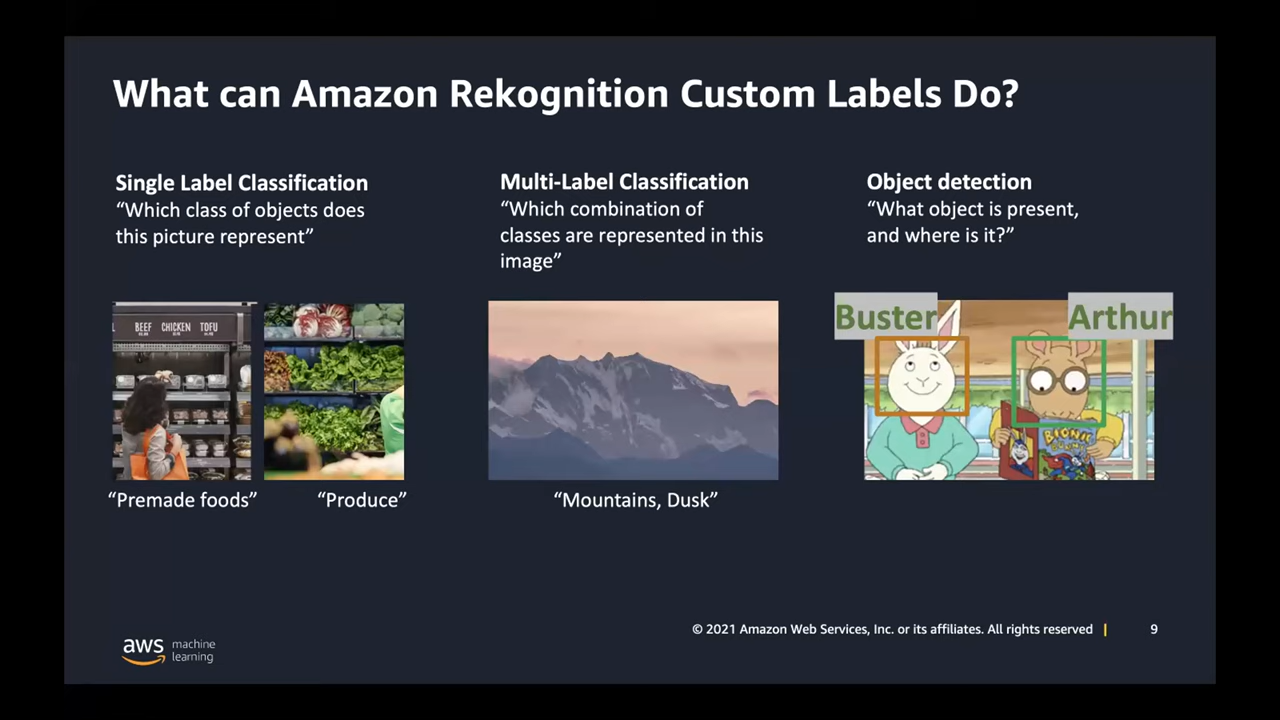 What can Amazon Rekognition Custom Labels Do?
Single Label Classification
“Which class of objects does
this picture represent”
BEEF CHICKEN TOFU
“Premade foods”
“Produce”
Multi-Label Classification
“Which combination of
classes are represented in this
image”
“Mountains, Dusk”
Object detection
“What object is present,
and where is it?”
Buster
Arthur
BIONIC
aws machine
learning
© 2021 Amazon Web Services, Inc. or its affiliates. All rights reserved |
9